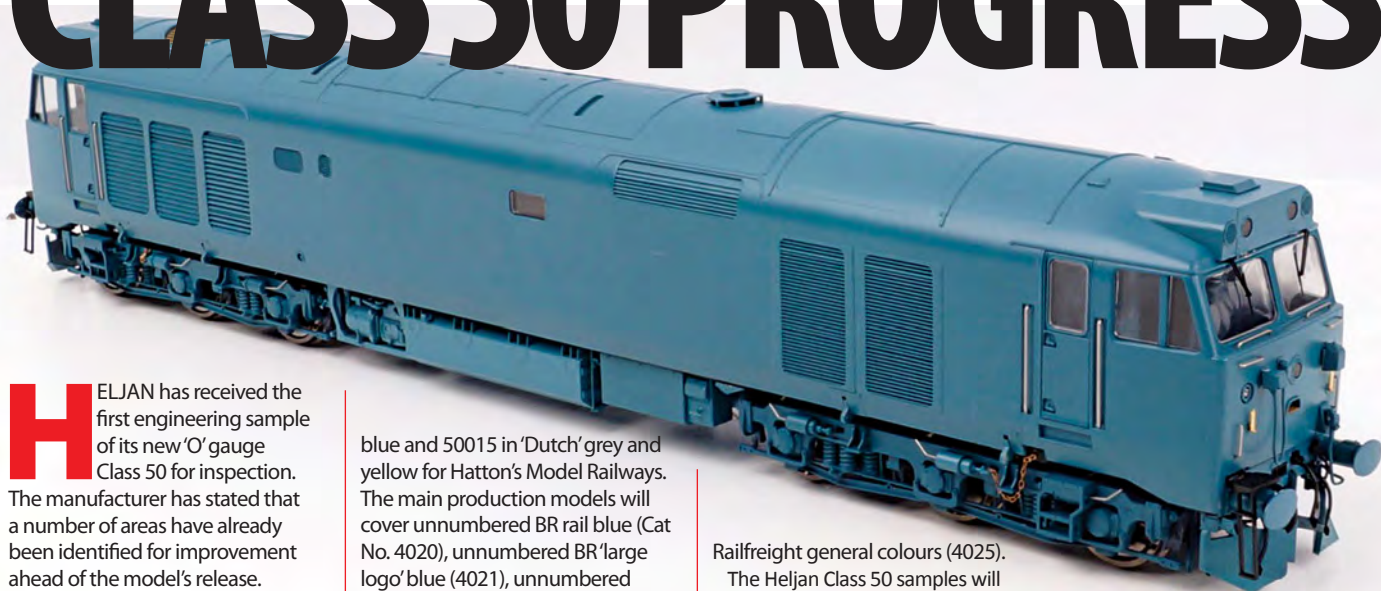 CLASS 50 PROGRESS
HELJAN has received the
first engineering sample
of its new 'O' gauge
Class 50 for inspection.
The manufacturer has stated that
a number of areas have already
been identified for improvement
ahead of the model's release.
blue and 50015 in 'Dutch' grey and
yellow for Hatton's Model Railways.
The main production models will
cover unnumbered BR rail blue (Cat
No. 4020), unnumbered BR 'large
logo' blue (4021), unnumbered
Railfreight general colours (4025).
The Heljan Class 50 samples will